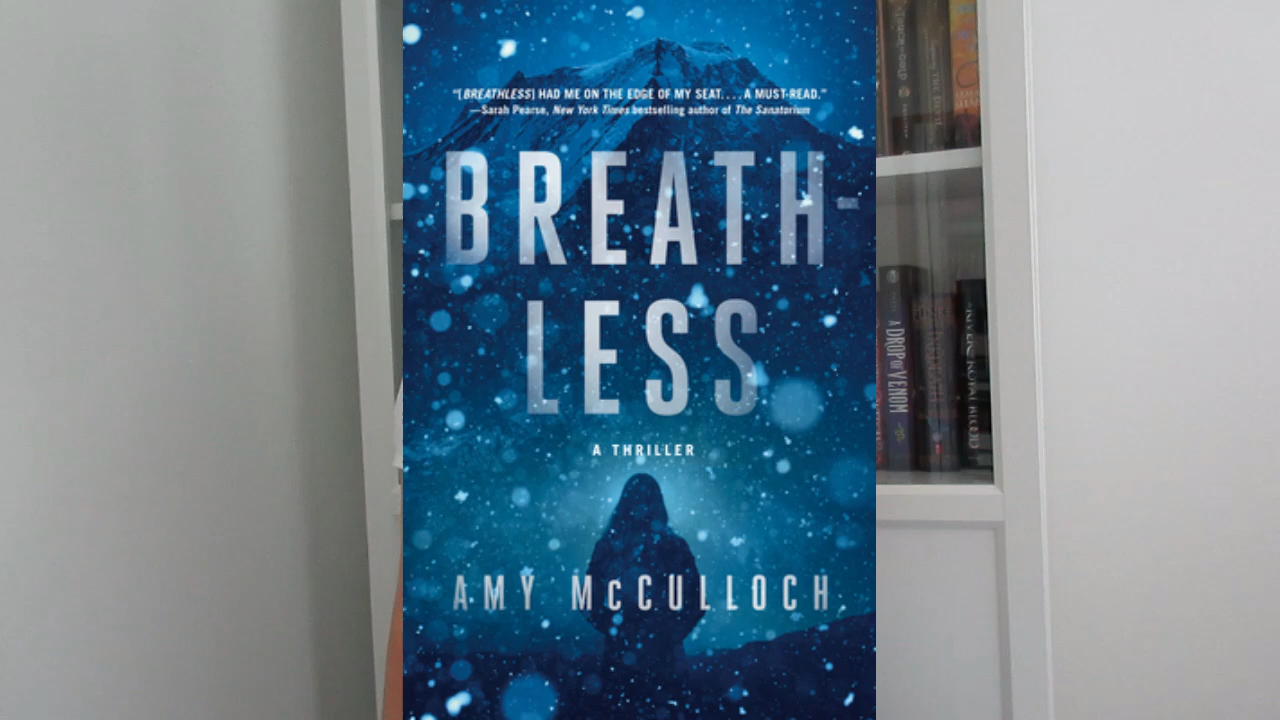 “[BREATHLESS] HAD ME ON THE EDGE OF MY SEAT. . . . A MUST-READ.”
—Sarah Pearse, New York Times bestselling author of The Sanatorium
BREATH-
LESS
A THRILLER
AMY McCULLOCH
A DROP OF VENOM